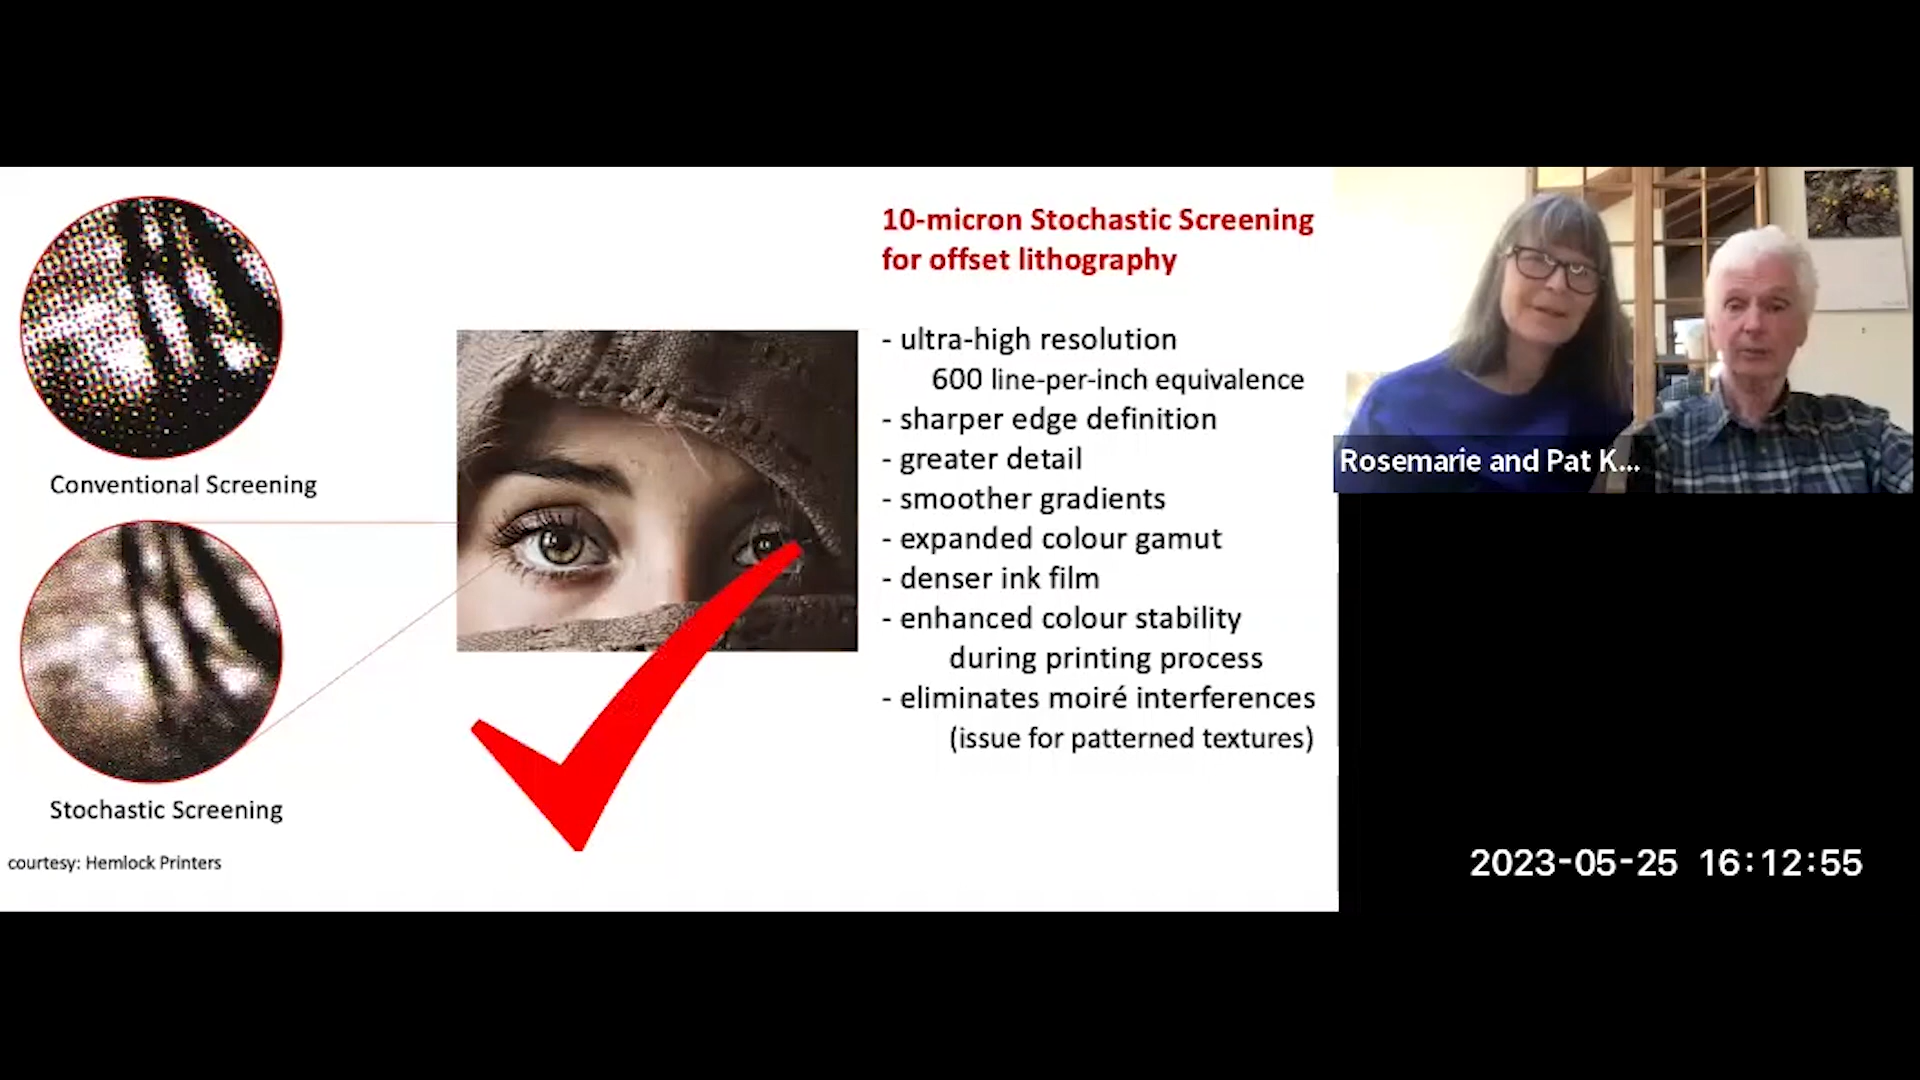 10-micron Stochastic Screening
for offset lithography
- ultra-high resolution
600 line-per-inch equivalence
- sharper edge definition
- greater detail
- smoother gradients
- expanded colour gamut
- denser ink film
- enhanced colour stability
during printing process
- eliminates moiré interferences
(issue for patterned textures)
Conventional Screening
Stochastic Screening
courtesy: Hemlock Printers
Rosemarie and Pat K...
2023-05-25 16:12:55